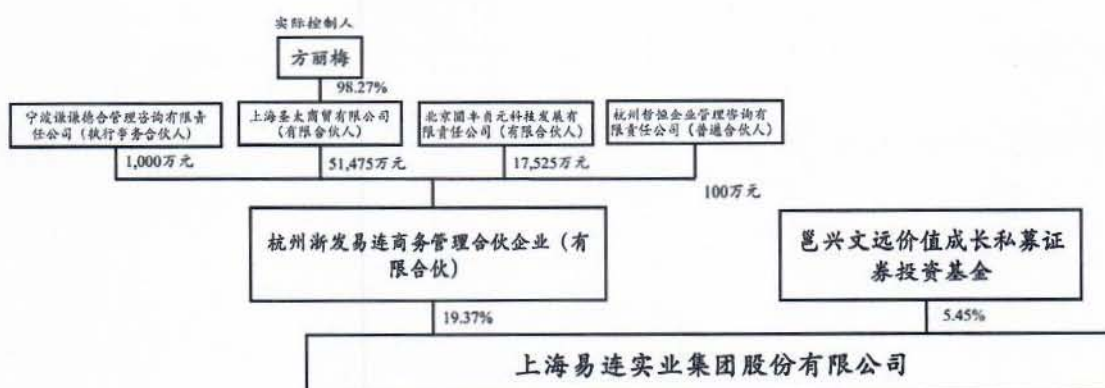 实际控制人
方丽梅
98.27%
宁波谦谦德合管理咨询有限责
任公司（执行事务合伙人）
上海圣太商贸有限公司
（有限合伙人）
北京国丰肖元科技发展有
限责任公司（有限合伙人）
杭州哲恒企业管理咨询有
限责任公司（普通合伙人）
1,000万元
51,475万元
17,525万元
100万元
杭州浙发易连商务管理合伙企业（有
限合伙）
邕兴文远价值成长私募证
券投资基金
19.37%
5.45%
上海易连实业集团股份有限公司